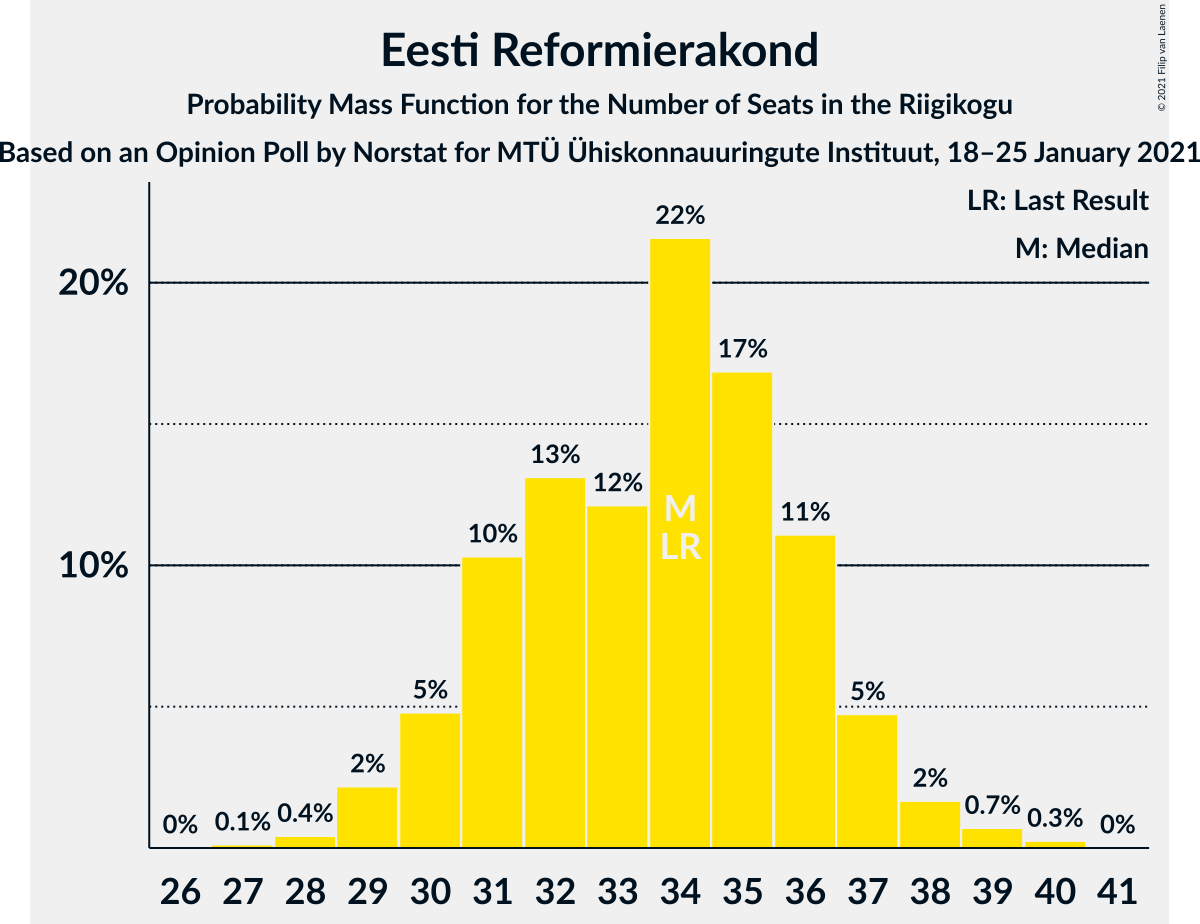 Eesti Reformierakond
Probability Mass Function for the Number of Seats in the Riigikogu
Based on an Opinion Poll by Norstat for MTÜ Ühiskonnauuringute Instituut, 18–25 January 2021
© 2021 Filip van Laenen
LR: Last Result
M: Median
20%
10%
0% 0.1% 0.4% 2% 5% 10% 13% 12% 22% 17% 11% 5% 2% 0.7% 0.3% 0%
M
LR
26 27 28 29 30 31 32 33 34 35 36 37 38 39 40 41